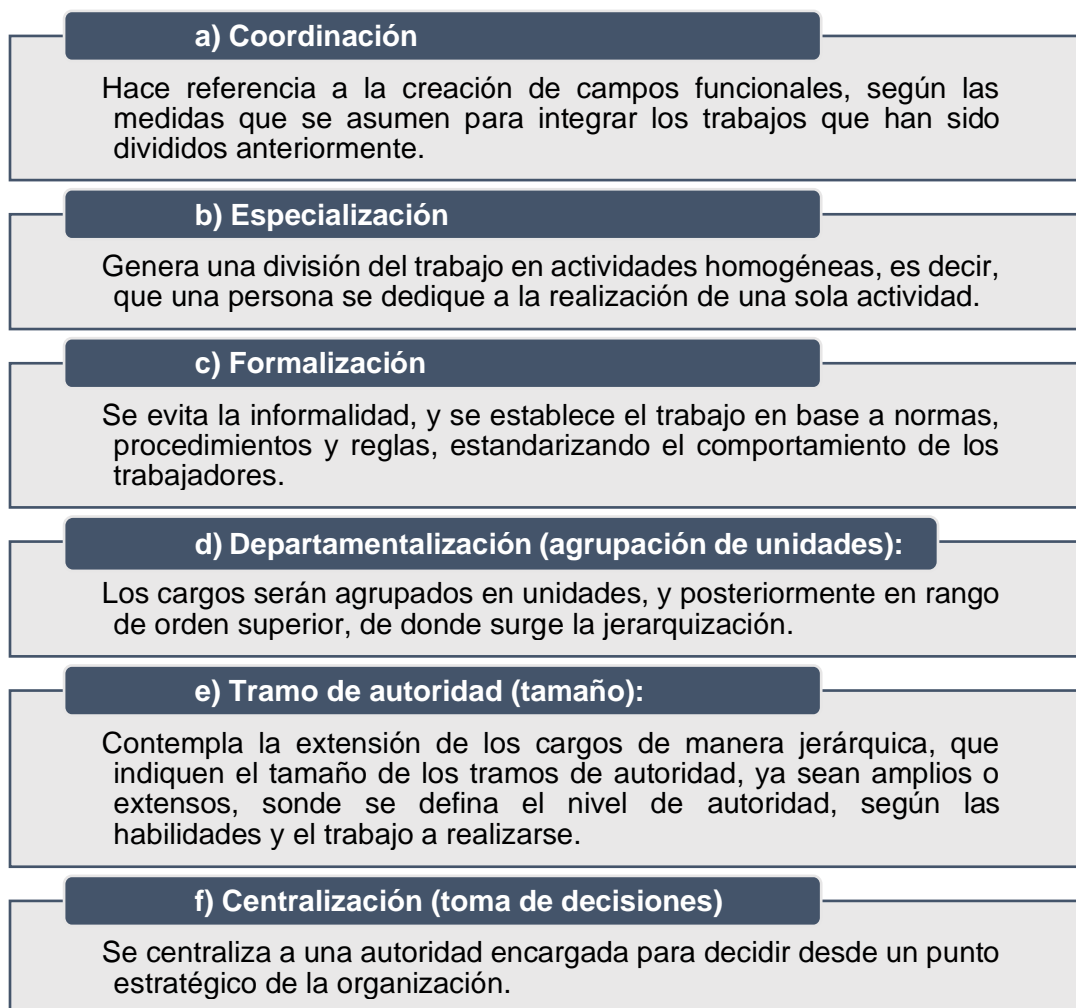 a) Coordinación
Hace referencia a la creación de campos funcionales, según las
medidas que se asumen para integrar los trabajos que han sido
divididos anteriormente.
b) Especialización
Genera una división del trabajo en actividades homogéneas, es decir,
que una persona se dedique a la realización de una sola actividad.
c) Formalización
Se evita la informalidad, y se establece el trabajo en base a normas,
procedimientos y reglas, estandarizando el comportamiento de los
trabajadores.
d) Departamentalización (agrupación de unidades):
Los cargos serán agrupados en unidades, y posteriormente en rango
de orden superior, de donde surge la jerarquización.
e) Tramo de autoridad (tamaño):
Contempla la extensión de los cargos de manera jerárquica, que
indiquen el tamaño de los tramos de autoridad, ya sean amplios o
extensos, sonde se defina el nivel de autoridad, según las
habilidades y el trabajo a realizarse.
f) Centralización (toma de decisiones)
Se centraliza a una autoridad encargada para decidir desde un punto
estratégico de la organización.